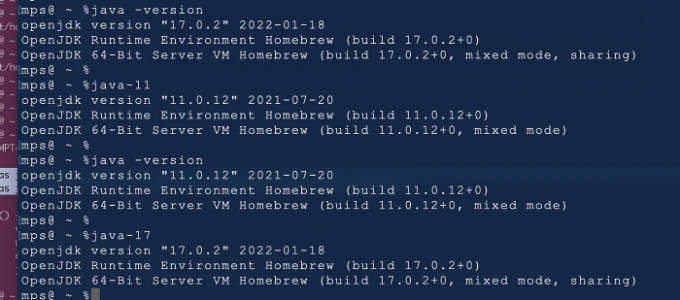 mps@ ~ %java -version
openjdk version "17.0.2" 2022-01-18
OpenJDK Runtime Environment Homebrew (build 17.0.2+0)
OpenJDK 64-Bit Server VM Homebrew (build 17.0.2+0, mixed mode, sharing)
mps@ ~ %
mps@ ~ %java-11
openjdk version "11.0.12" 2021-07-20
OpenJDK Runtime Environment Homebrew (build 11.0.12+0)
OpenJDK 64-Bit Server VM Homebrew (build 11.0.12+0, mixed mode)
mps@ ~ %
mps@ ~ %java -version
openjdk version "11.0.12" 2021-07-20
OpenJDK Runtime Environment Homebrew (build 11.0.12+0)
OpenJDK 64-Bit Server VM Homebrew (build 11.0.12+0, mixed mode)
mps@ ~ %
mps@ ~ %java-17
openjdk version "17.0.2" 2022-01-18
OpenJDK Runtime Environment Homebrew (build 17.0.2+0)
OpenJDK 64-Bit Server VM Homebrew (build 17.0.2+0, mixed mode, sharing)
mps@ ~ %